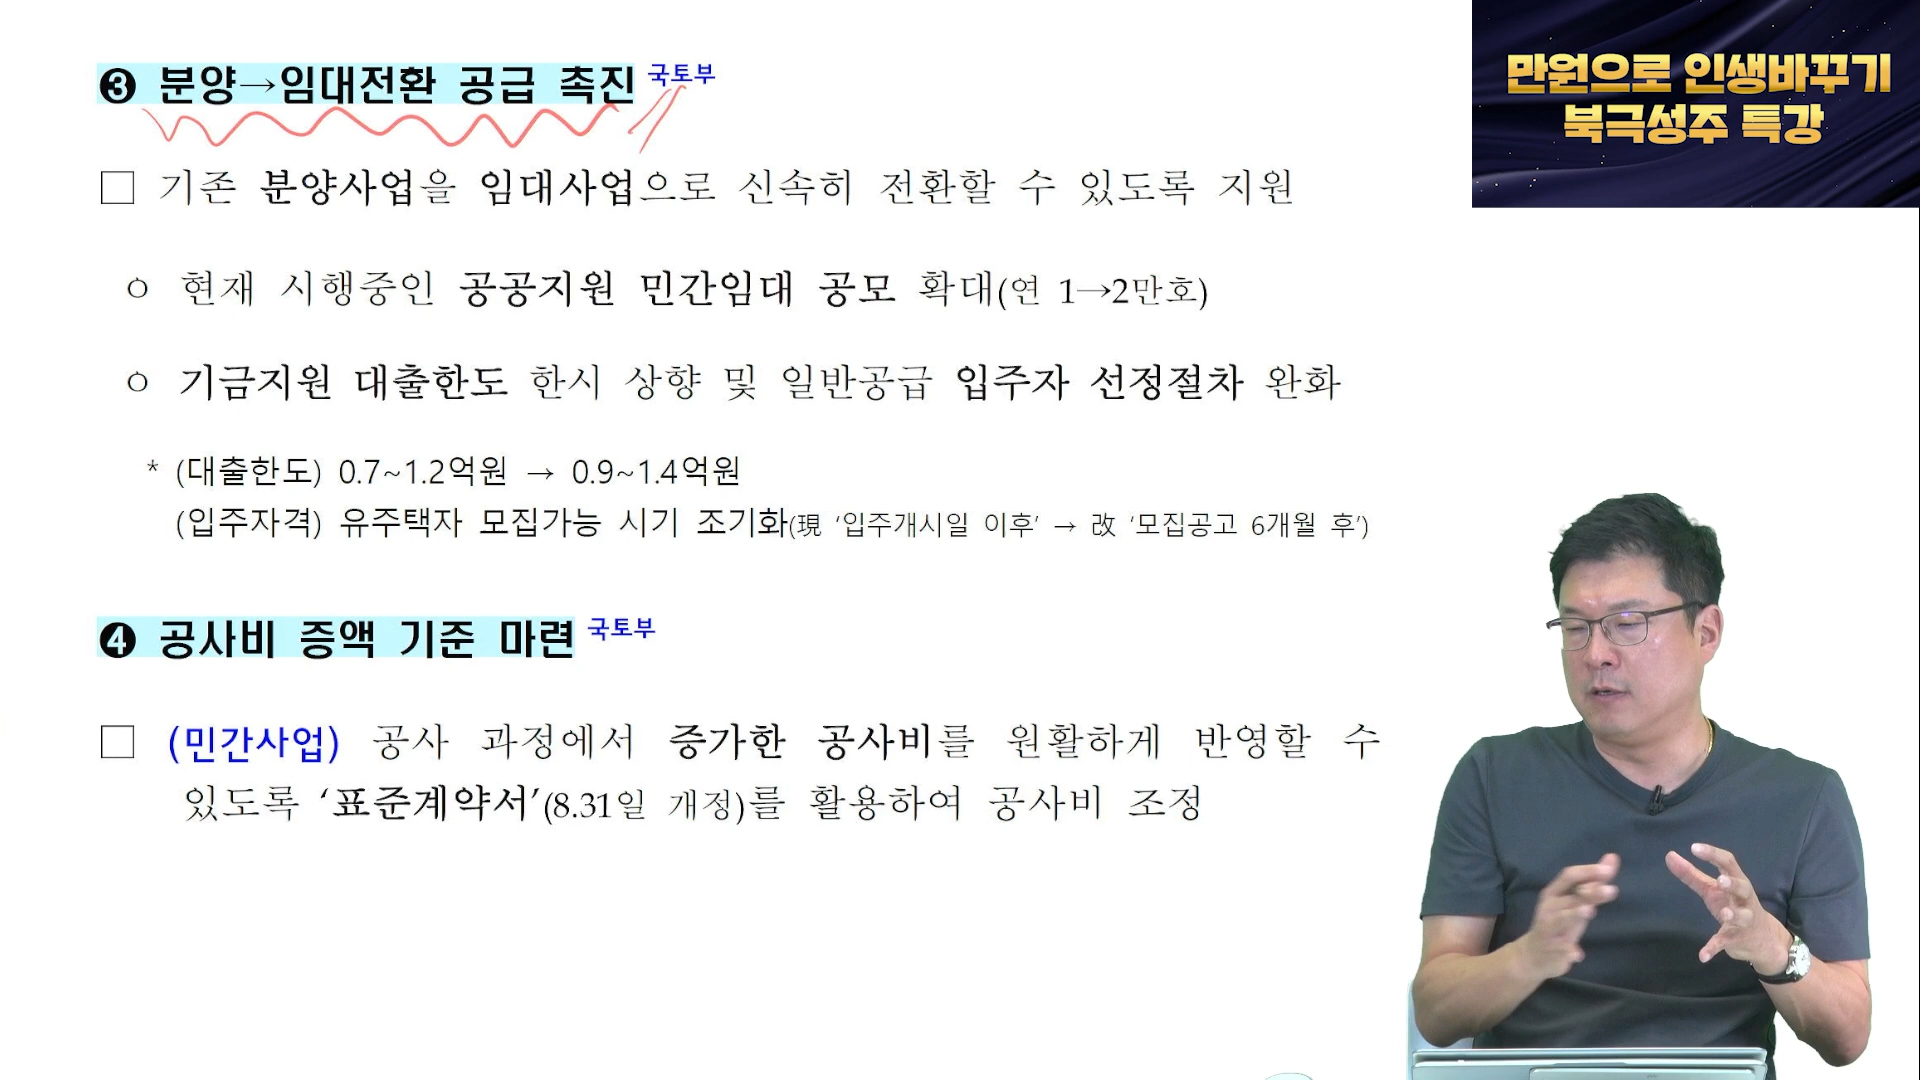 ❸ 분양→임대전환 공급 촉진 국토부
□ 기존 분양사업을 임대사업으로 신속히 전환할 수 있도록 지원
ㅇ 현재 시행중인 공공지원 민간임대 공모 확대(연 1→2만호)
ㅇ 기금지원 대출한도 한시 상향 및 일반공급 입주자 선정절차 완화
* (대출한도) 0.7~1.2억원 → 0.9~1.4억원
(입주자격) 유주택자 모집가능 시기 조기화(現 ‘입주개시일 이후’ → 改 ‘모집공고 6개월 후’)
❹ 공사비 증액 기준 마련 국토부
□ (민간사업) 공사 과정에서 증가한 공사비를 원활하게 반영할 수
있도록 ‘표준계약서’(8.31일 개정)를 활용하여 공사비 조정
만원으로 인생바꾸기
북극성주 특강